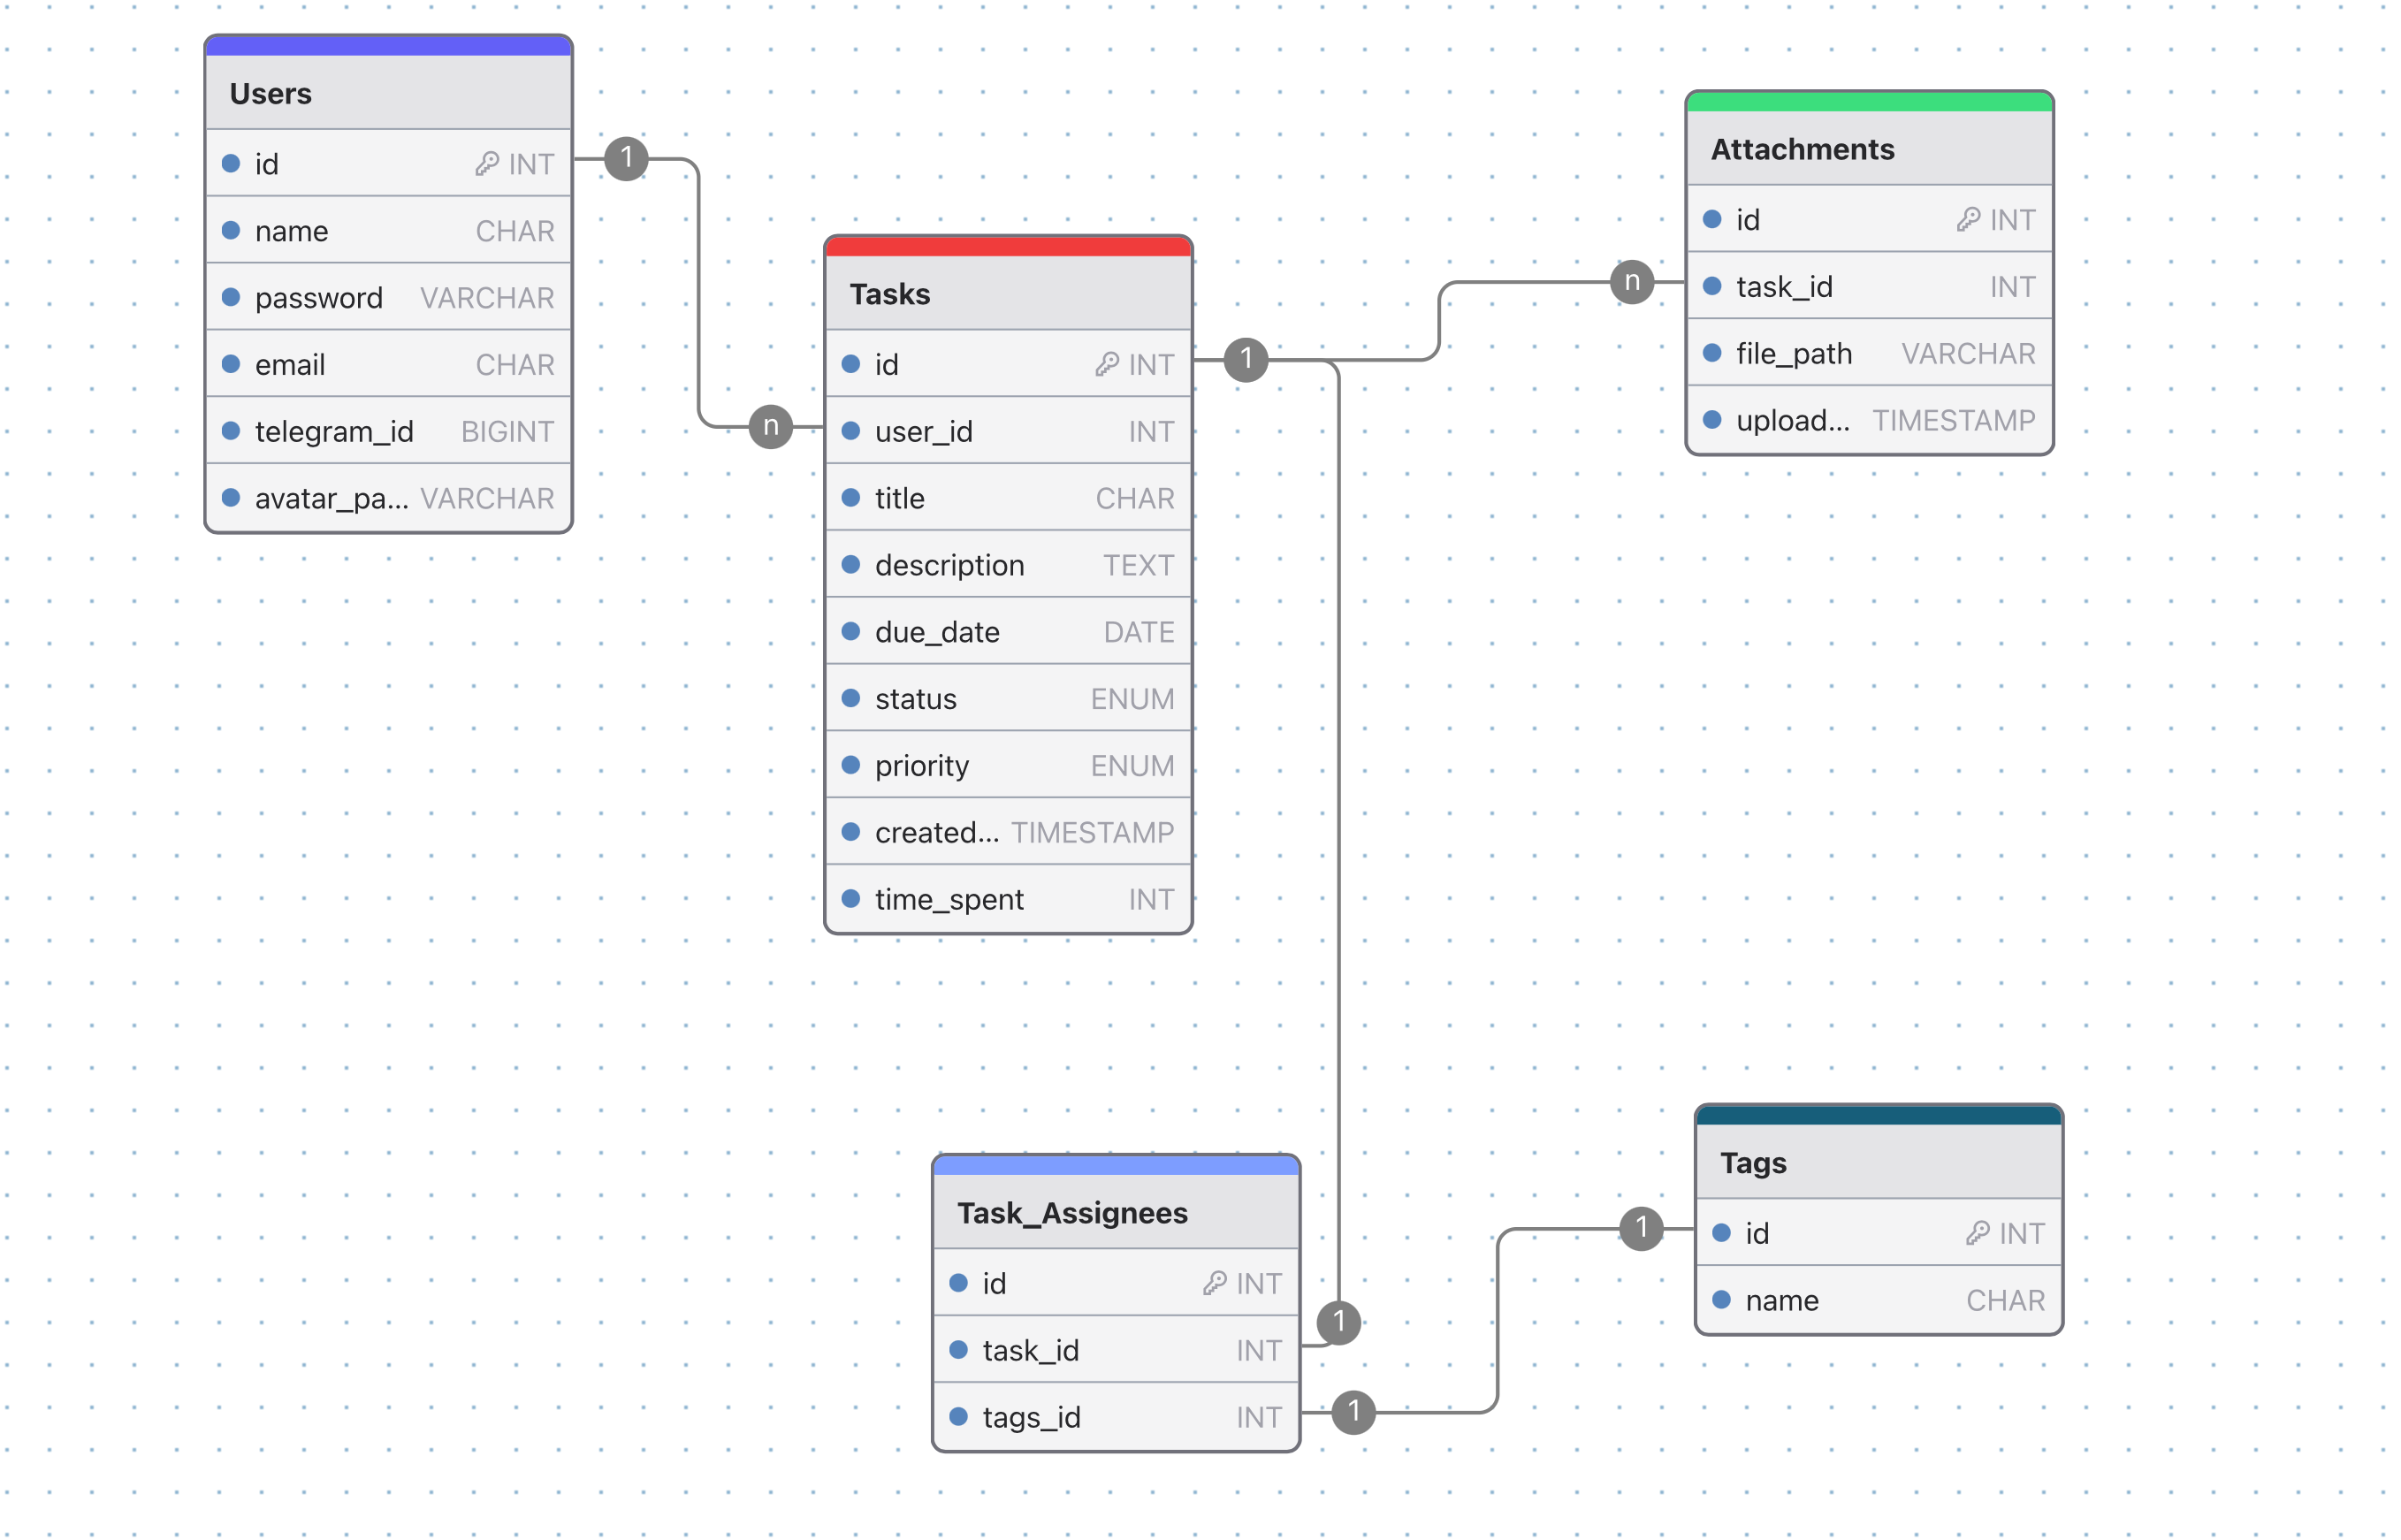 Users
id INT
name CHAR
password VARCHAR
email CHAR
telegram_id BIGINT
avatar_pa... VARCHAR
1
n
Tasks
id INT
user_id INT
title CHAR
description TEXT
due_date DATE
status ENUM
priority ENUM
created... TIMESTAMP
time_spent INT
1
n
Attachments
id INT
task_id INT
file_path VARCHAR
upload... TIMESTAMP
Task_Assignees
id INT
task_id INT
tags_id INT
1
1
1
Tags
id INT
name CHAR